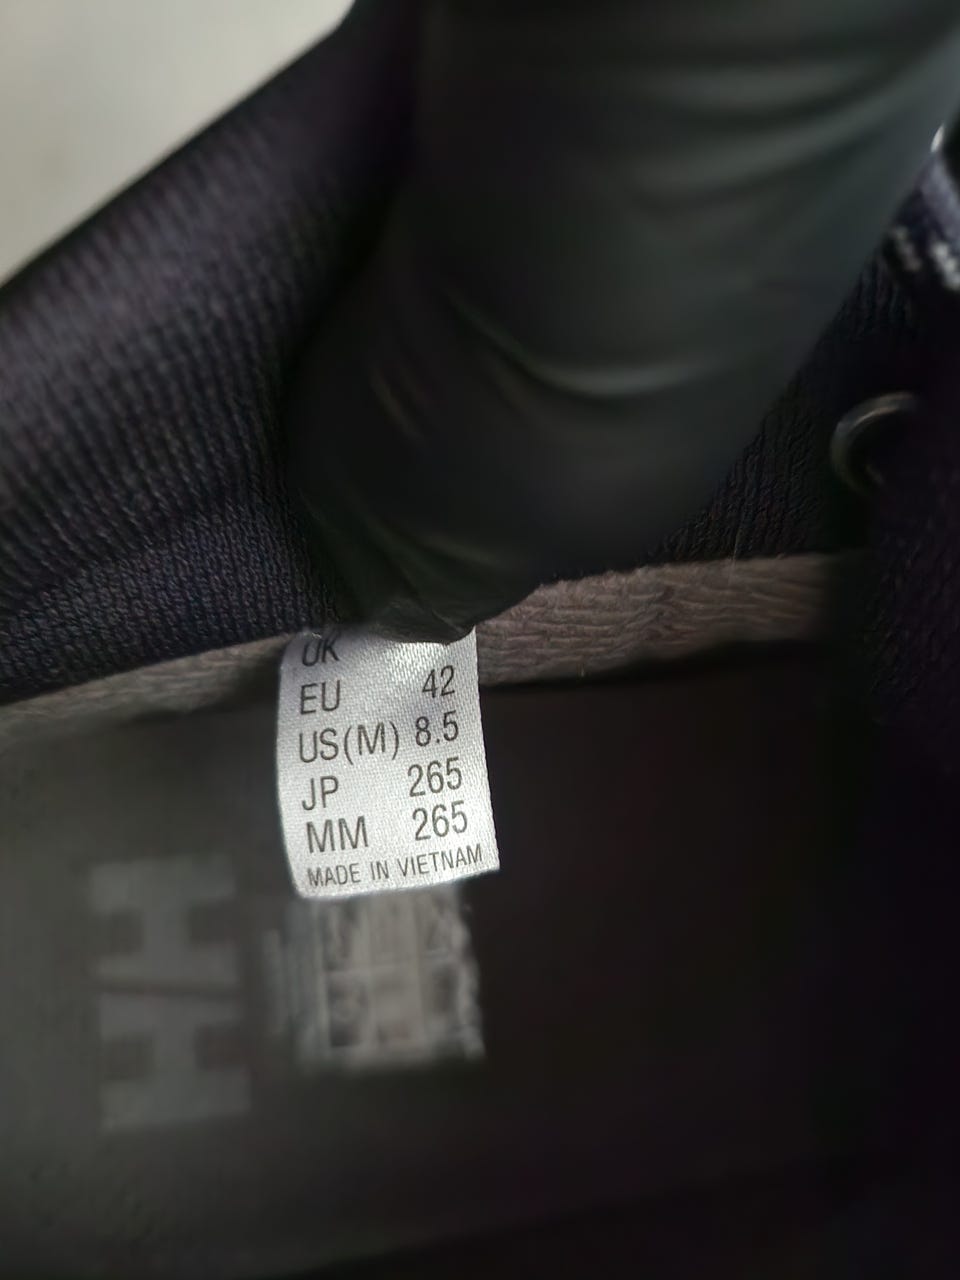 UK
EU 42
US(M) 8.5
JP 265
MM 265
MADE IN VIETNAM